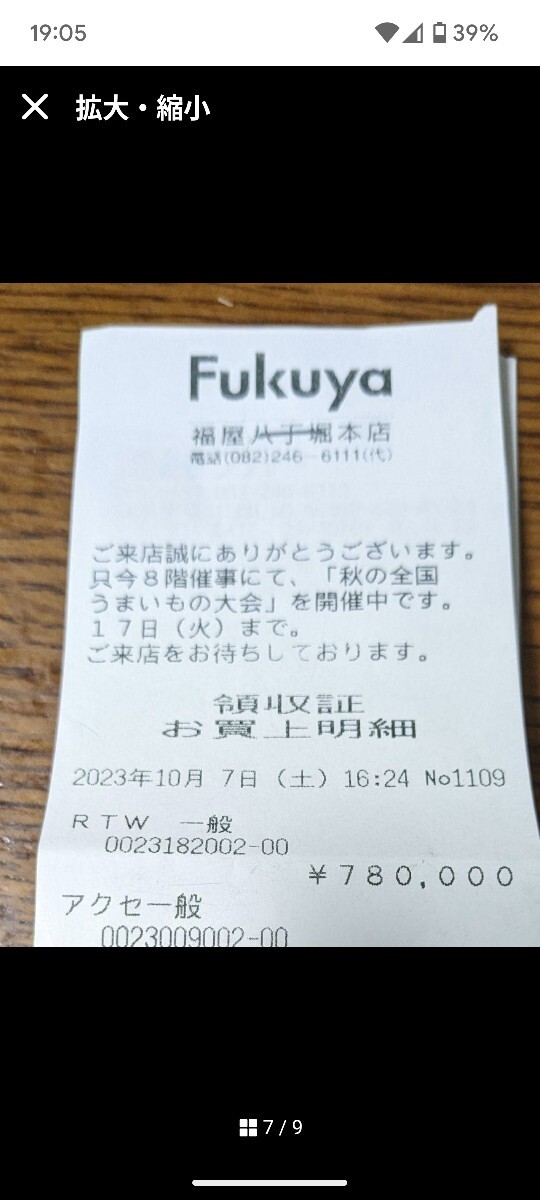 19:05
39%
拡大・縮小
Fukuya
福屋八丁堀本店
電話(082)246-6111(代)
ご来店誠にありがとうございます。
只今8階催事にて、「秋の全国
うまいもの大会」を開催中です。
17日(火)まで。
ご来店をお待ちしております。
領収証
お買上明細
2023年10月 7日(土) 16:24 No1109
RTW 一般
0023182002-00
¥780,000
アクセ一般
0023009002-00
7 / 9